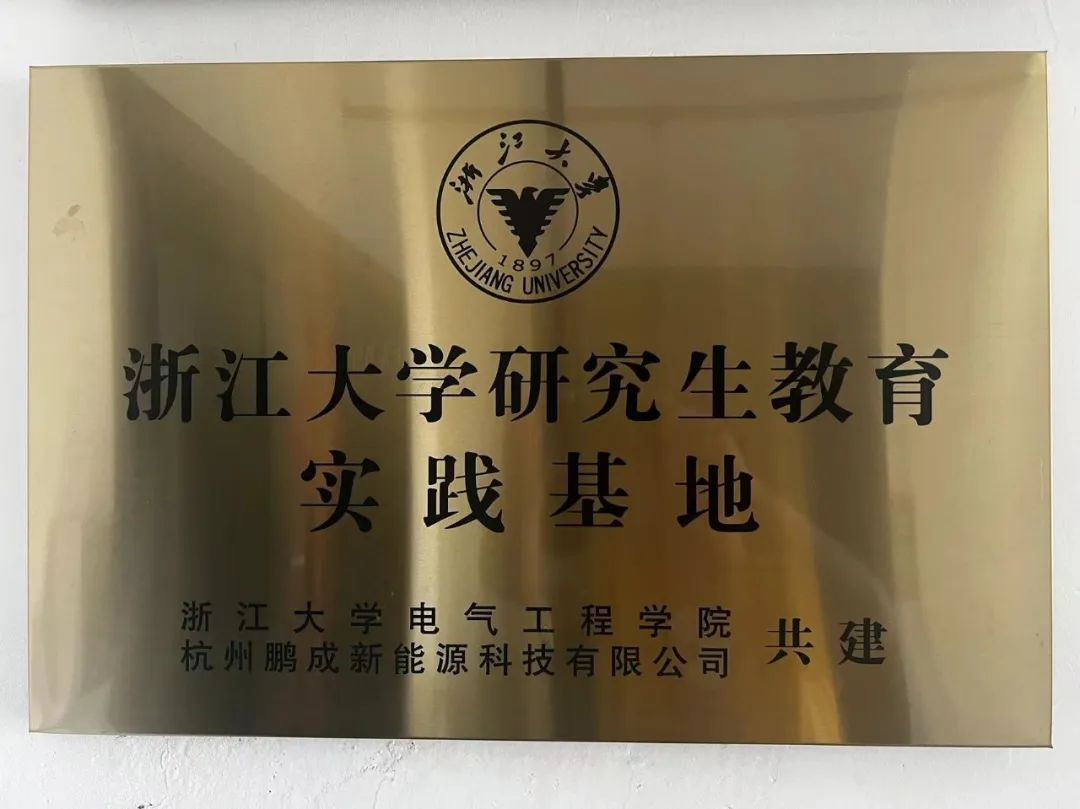 浙江大学
1897
ZHEJIANG UNIVERSITY
浙江大学研究生教育
实践基地
浙江大学电气工程学院
杭州鹏成新能源科技有限公司
共建